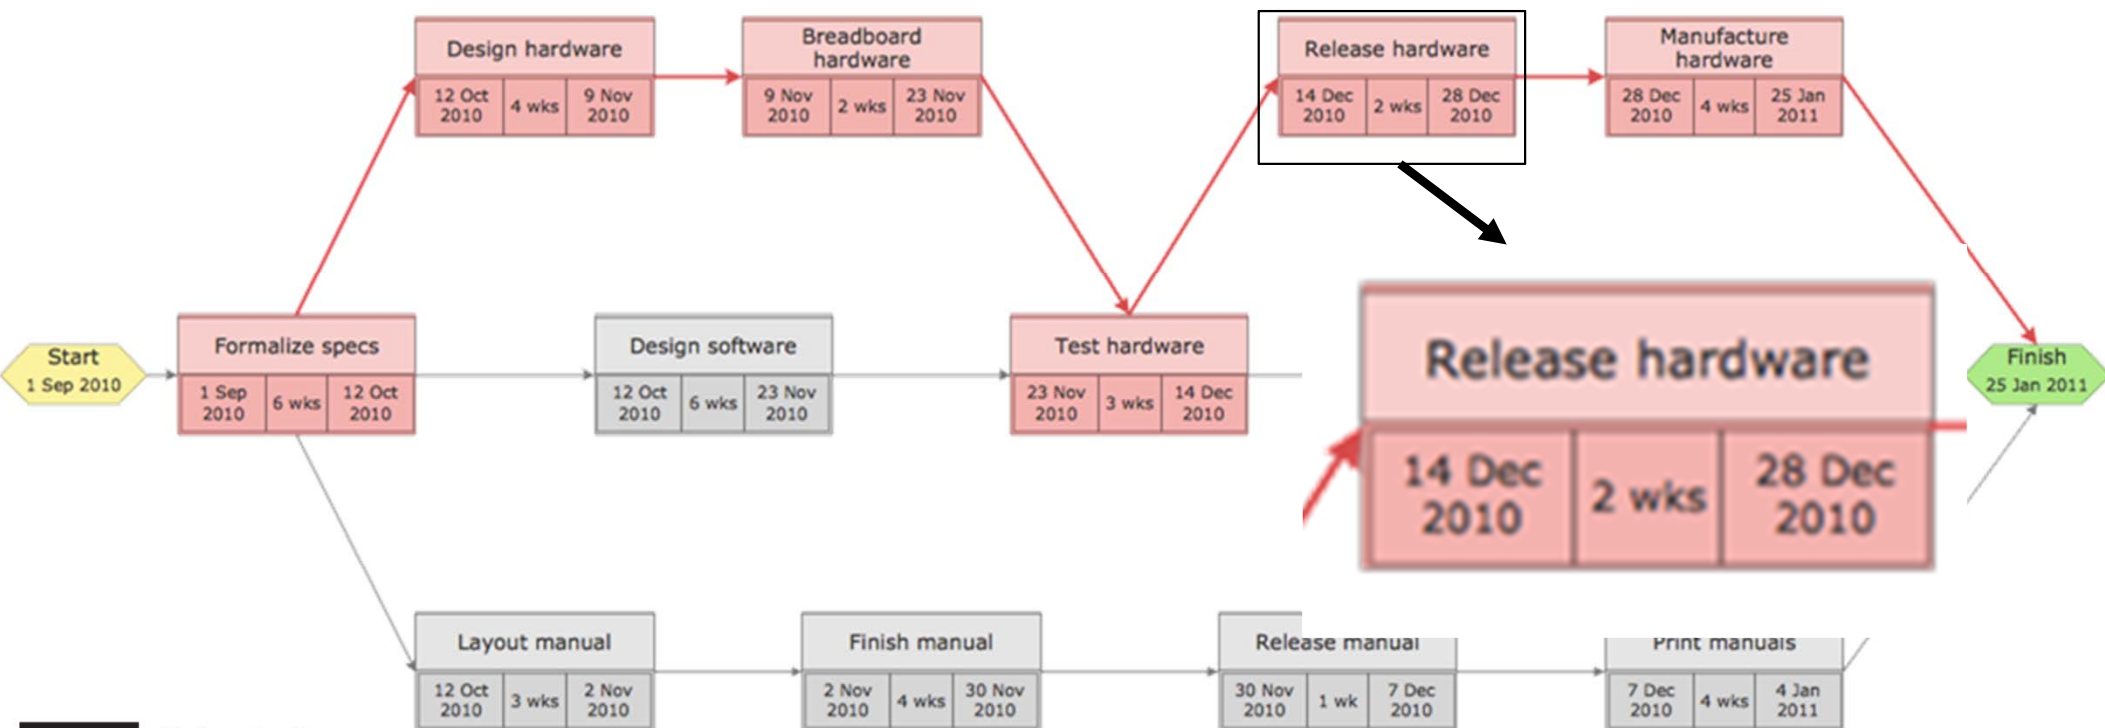 Design hardware
12 Oct
2010
4 wks
9 Nov
2010
Breadboard
hardware
9 Nov
2010
2 wks
23 Nov
2010
Release hardware
14 Dec
2010
2 wks
28 Dec
2010
Manufacture
hardware
28 Dec
2010
4 wks
25 Jan
2011
Start
1 Sep 2010
Formalize specs
1 Sep
2010
6 wks
12 Oct
2010
Design software
12 Oct
2010
6 wks
23 Nov
2010
Test hardware
23 Nov
2010
3 wks
14 Dec
2010
Release hardware
14 Dec
2010
2 wks
28 Dec
2010
Finish
25 Jan 2011
Layout manual
12 Oct
2010
3 wks
2 Nov
2010
Finish manual
2 Nov
2010
4 wks
30 Nov
2010
Release manual
30 Nov
2010
1 wk
7 Dec
2010
Print manuals
7 Dec
2010
4 wks
4 Jan
2011